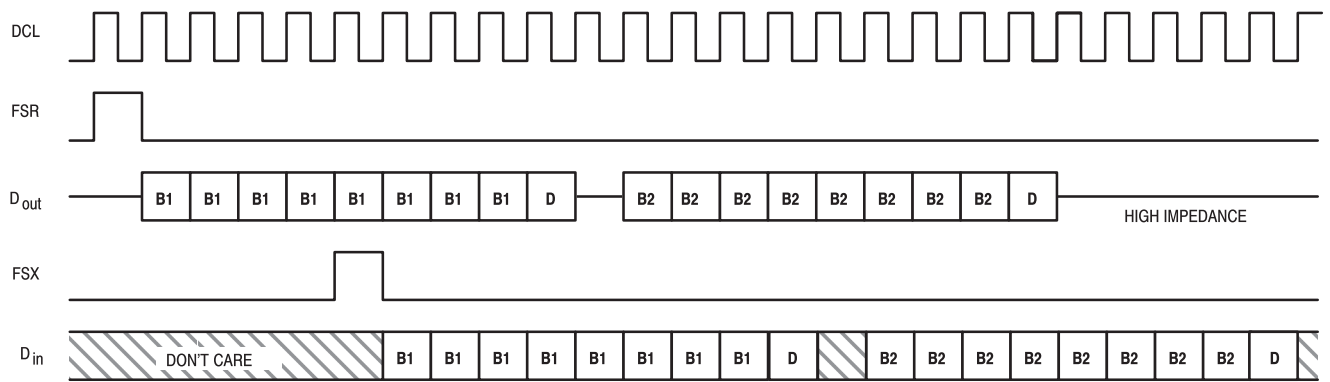 DCL
FSR
D out B1 B1 B1 B1 B1 B1 B1 B1 D B2 B2 B2 B2 B2 B2 B2 B2 D
HIGH IMPEDANCE
FSX
D in DON'T CARE B1 B1 B1 B1 B1 B1 B1 B1 D B2 B2 B2 B2 B2 B2 B2 B2 D